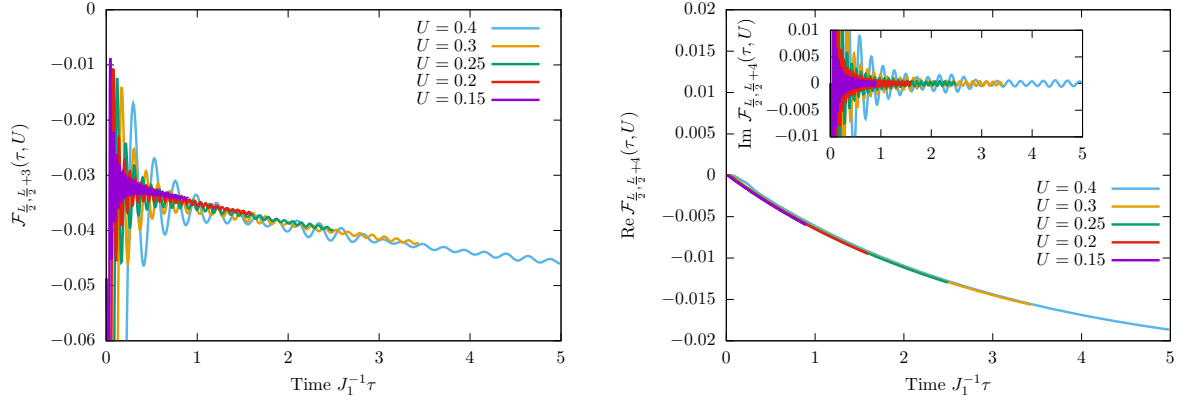 0
−0.01
−0.02
−0.03
−0.04
−0.05
−0.06
0 1 2 3 4 5
Time J₁⁻¹τ
ℱ_{L/2, L/2+3}(τ, U)
U = 0.4
U = 0.3
U = 0.25
U = 0.2
U = 0.15
0.02
0.015
0.01
0.005
0
−0.005
−0.01
−0.015
−0.02
0 1 2 3 4 5
Time J₁⁻¹τ
Re ℱ_{L/2, L/2+4}(τ, U)
U = 0.4
U = 0.3
U = 0.25
U = 0.2
U = 0.15
0.01
0.005
0
−0.005
−0.01
0 1 2 3 4 5
Im ℱ_{L/2, L/2+4}(τ, U)